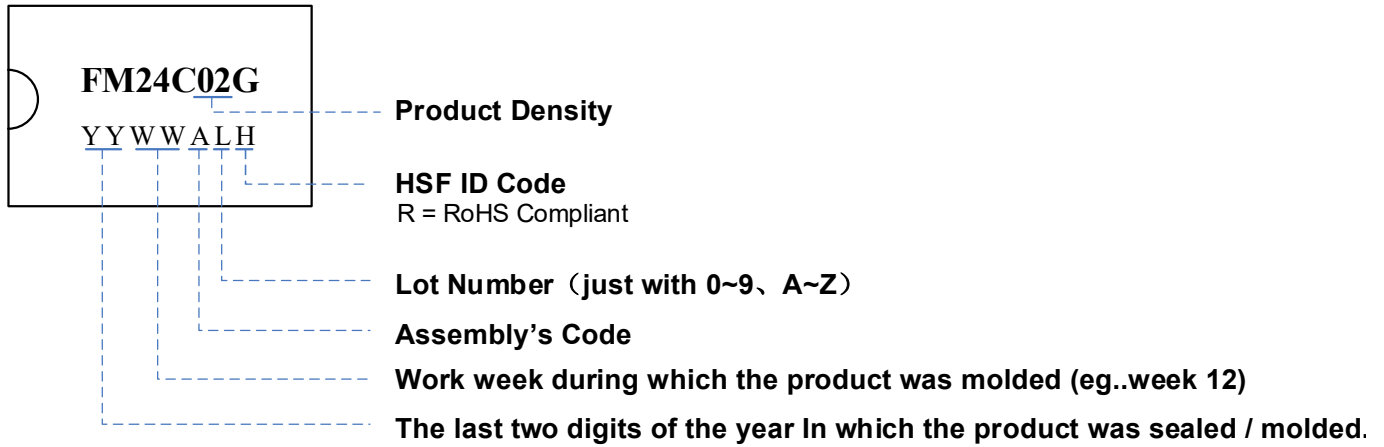 FM24C02G
YYWWALH
Product Density
HSF ID Code
R = RoHS Compliant
Lot Number（just with 0~9、A~Z）
Assembly’s Code
Work week during which the product was molded (eg..week 12)
The last two digits of the year In which the product was sealed / molded.